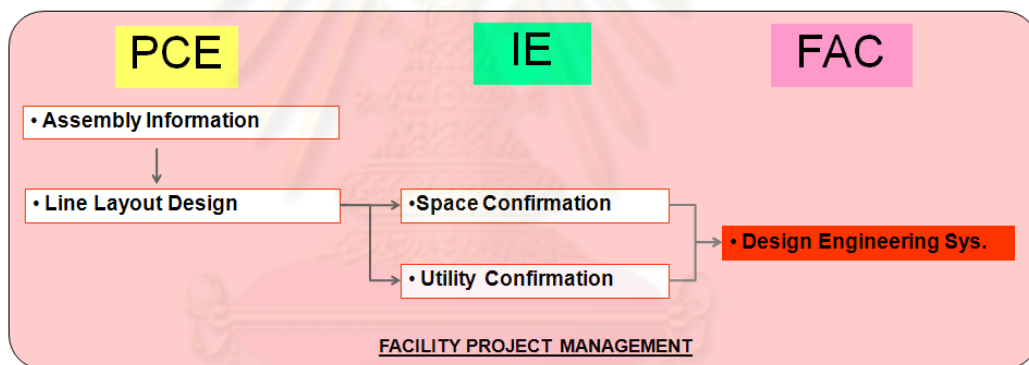 PCE
IE
FAC
• Assembly Information
• Line Layout Design
•Space Confirmation
• Utility Confirmation
• Design Engineering Sys.
FACILITY PROJECT MANAGEMENT